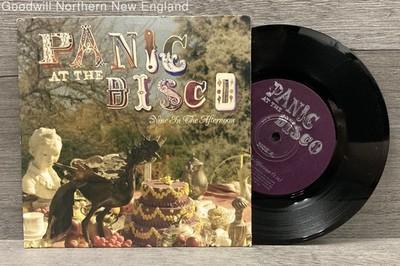 Goodwill Northern New England
PANIC
AT THE
DISCO
Nine In The Afternoon
PANIC
AT THE
DISCO